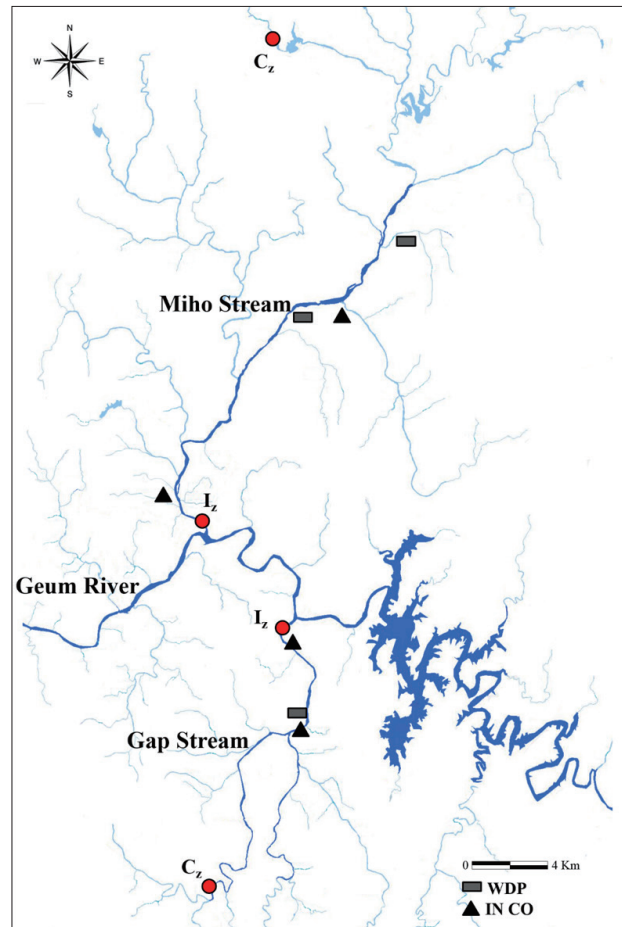 N
W E
S
Cz
Miho Stream
Iz
Geum River
Iz
Gap Stream
Cz
0 4 Km
WDP
IN CO